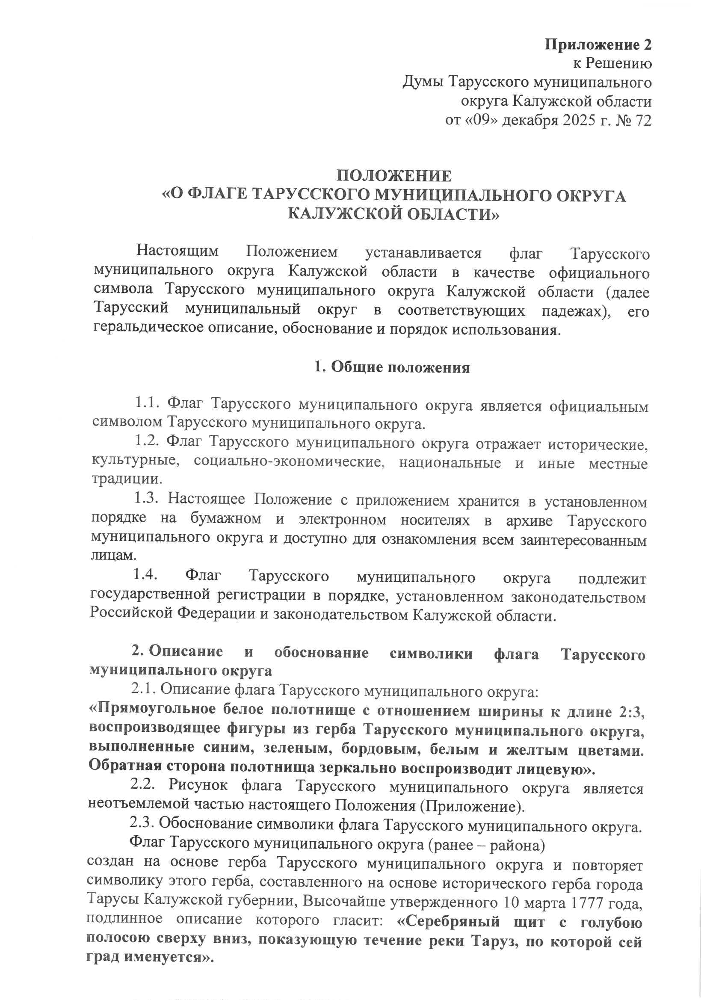 Приложение 2
к Решению
Думы Тарусского муниципального
округа Калужской области
от «09» декабря 2025 г. № 72
ПОЛОЖЕНИЕ
«О ФЛАГЕ ТАРУССКОГО МУНИЦИПАЛЬНОГО ОКРУГА
КАЛУЖСКОЙ ОБЛАСТИ»
Настоящим Положением устанавливается флаг Тарусского
муниципального округа Калужской области в качестве официального
символа Тарусского муниципального округа Калужской области (далее
Тарусский муниципальный округ в соответствующих падежах), его
геральдическое описание, обоснование и порядок использования.
1. Общие положения
1.1. Флаг Тарусского муниципального округа является официальным
символом Тарусского муниципального округа.
1.2. Флаг Тарусского муниципального округа отражает исторические,
культурные, социально-экономические, национальные и иные местные
традиции.
1.3. Настоящее Положение с приложением хранится в установленном
порядке на бумажном и электронном носителях в архиве Тарусского
муниципального округа и доступно для ознакомления всем заинтересованным
лицам.
1.4. Флаг Тарусского муниципального округа подлежит
государственной регистрации в порядке, установленном законодательством
Российской Федерации и законодательством Калужской области.
2. Описание и обоснование символики флага Тарусского
муниципального округа
2.1. Описание флага Тарусского муниципального округа:
«Прямоугольное белое полотнище с отношением ширины к длине 2:3,
воспроизводящее фигуры из герба Тарусского муниципального округа,
выполненные синим, зеленым, бордовым, белым и желтым цветами.
Обратная сторона полотнища зеркально воспроизводит лицевую».
2.2. Рисунок флага Тарусского муниципального округа является
неотъемлемой частью настоящего Положения (Приложение).
2.3. Обоснование символики флага Тарусского муниципального округа.
Флаг Тарусского муниципального округа (ранее – района)
создан на основе герба Тарусского муниципального округа и повторяет
символику этого герба, составленного на основе исторического герба города
Тарусы Калужской губернии, Высочайше утвержденного 10 марта 1777 года,
подлинное описание которого гласит: «Серебряный щит с голубою
полосою сверху вниз, показующую течение реки Таруз, по которой сей
град именуется».